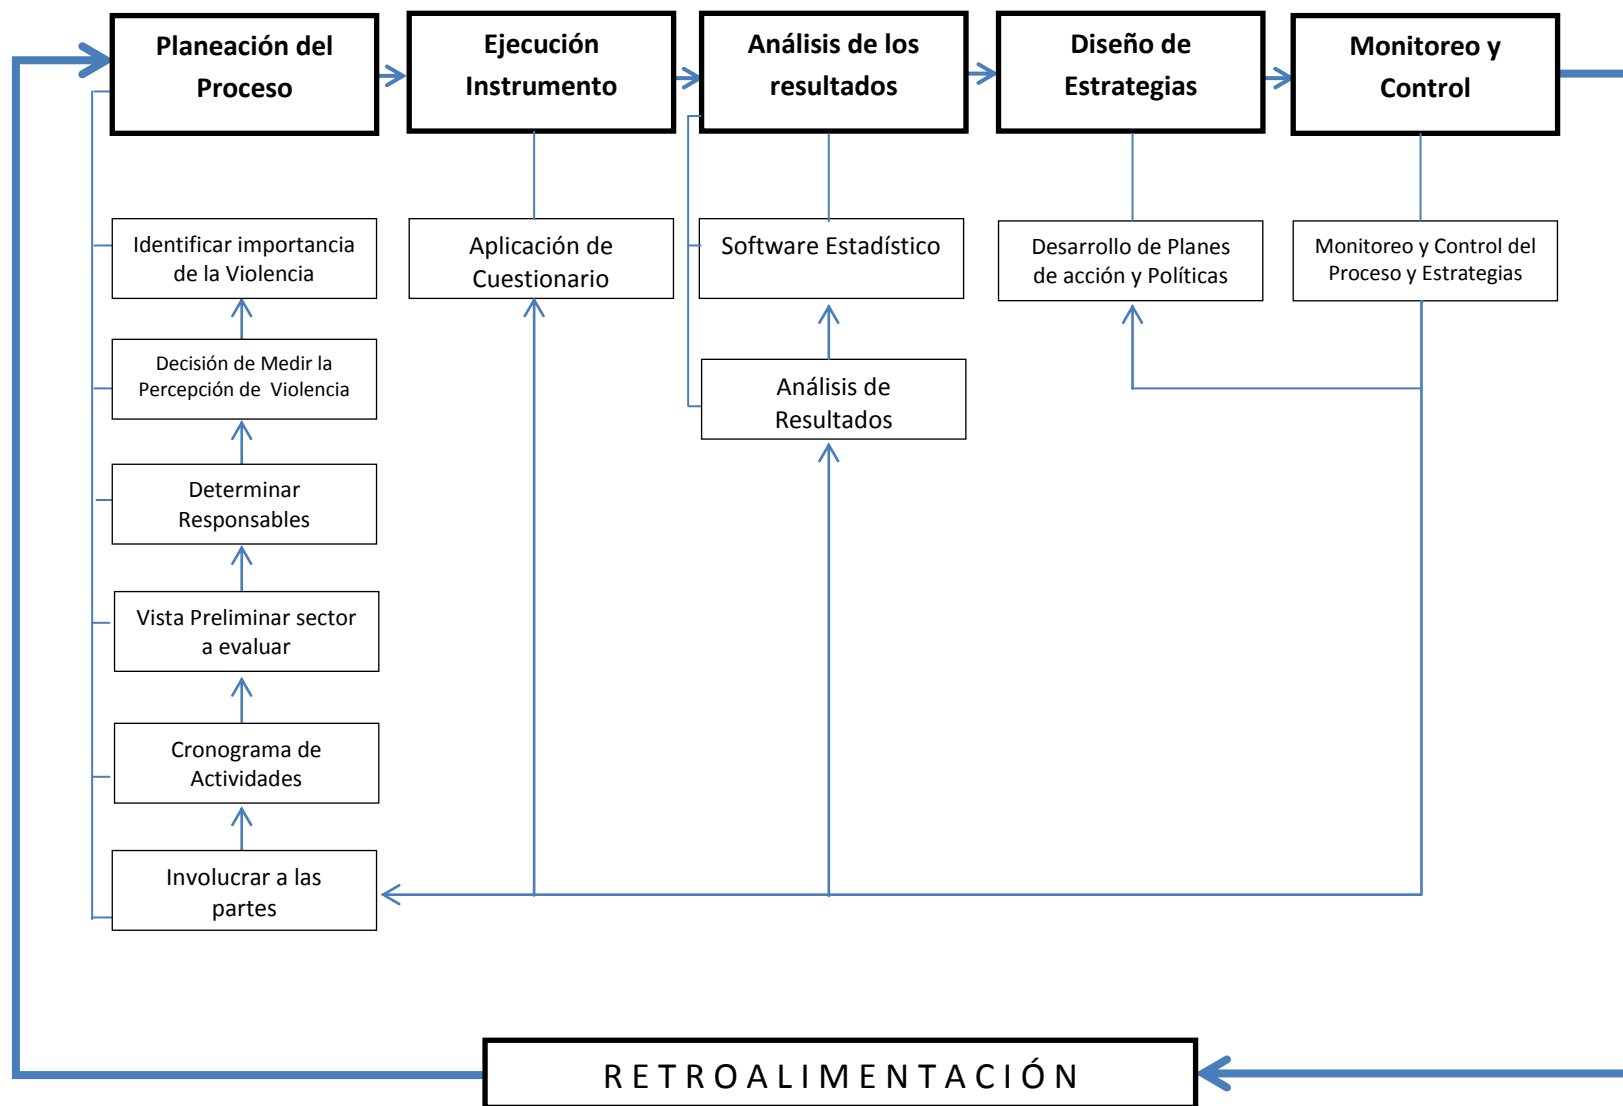 Planeación del
Proceso
Ejecución
Instrumento
Análisis de los
resultados
Diseño de
Estrategias
Monitoreo y
Control
Identificar importancia
de la Violencia
Aplicación de
Cuestionario
Software Estadístico
Desarrollo de Planes
de acción y Políticas
Monitoreo y Control del
Proceso y Estrategias
Decisión de Medir la
Percepción de Violencia
Análisis de
Resultados
Determinar
Responsables
Vista Preliminar sector
a evaluar
Cronograma de
Actividades
Involucrar a las
partes
RETROALIMENTACIÓN